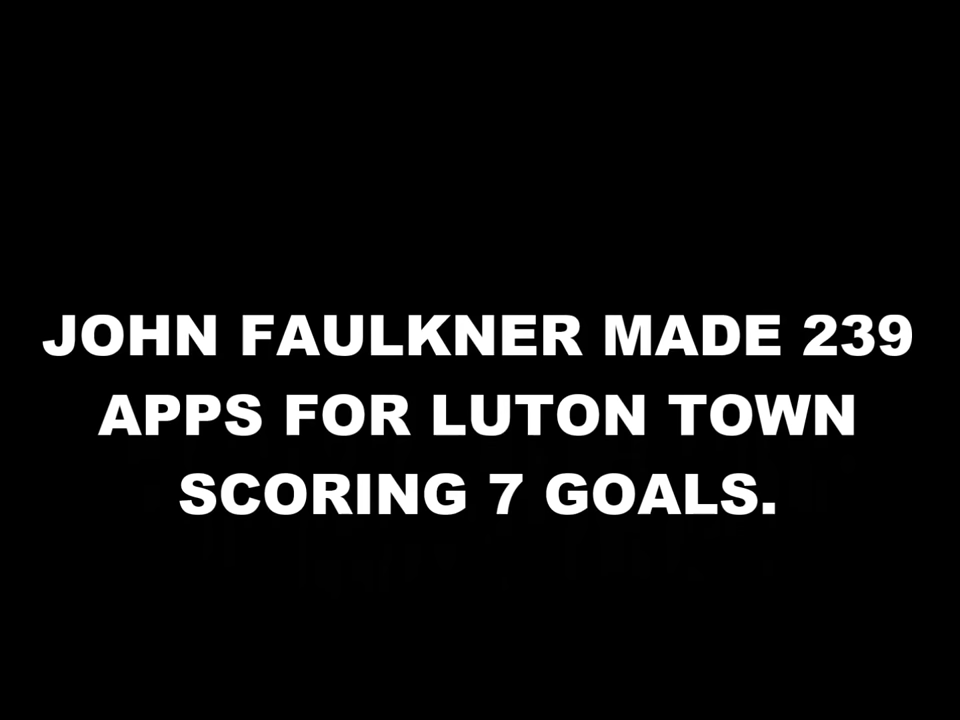 JOHN FAULKNER MADE 239
APPS FOR LUTON TOWN
SCORING 7 GOALS.